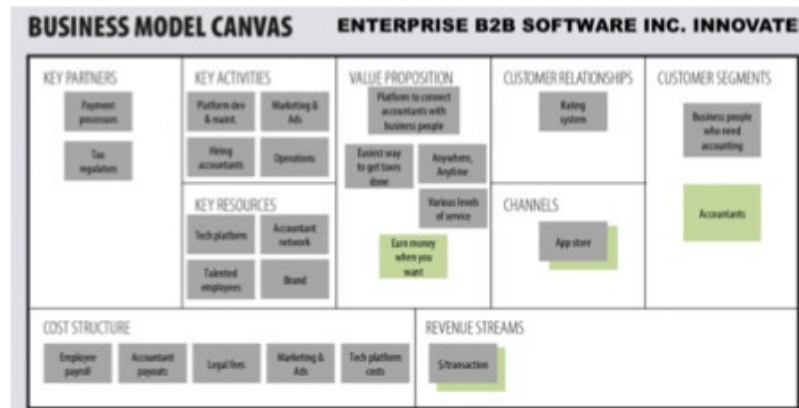 BUSINESS MODEL CANVAS
ENTERPRISE B2B SOFTWARE INC. INNOVATE
KEY PARTNERS
Payment
processors
Tax
regulators
KEY ACTIVITIES
Platform dev
& maint.
Marketing &
Ads
Hiring
accountants
Operations
KEY RESOURCES
Tech platform
Accountant
network
Talented
employees
Brand
VALUE PROPOSITION
Platform to connect
accountants with
business people
Easiest way
to get taxes
done
Anywhere,
Anytime
Various levels
of service
Earn money
when you
want
CUSTOMER RELATIONSHIPS
Rating
system
CHANNELS
App store
CUSTOMER SEGMENTS
Business people
who need
accounting
Accountants
COST STRUCTURE
Employee
payroll
Accountant
payouts
Legal fees
Marketing &
Ads
Tech platform
costs
REVENUE STREAMS
$/transaction